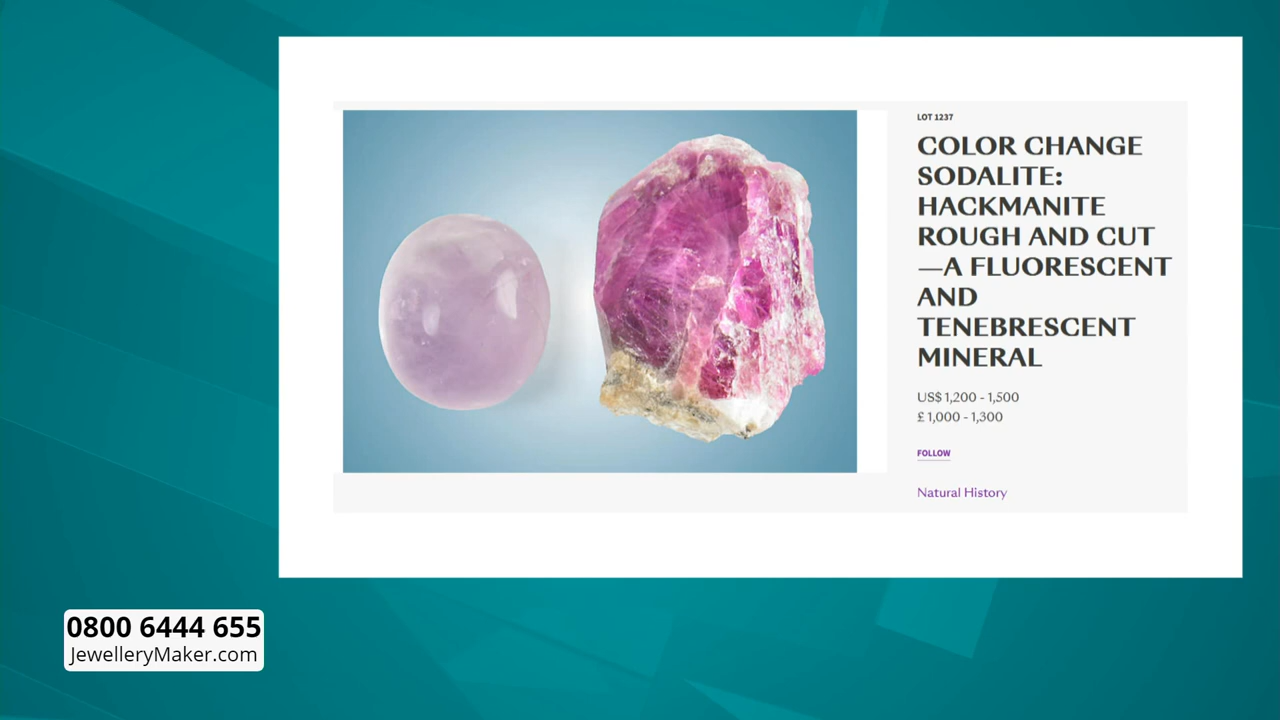 LOT 1237
COLOR CHANGE
SODALITE:
HACKMANITE
ROUGH AND CUT
—A FLUORESCENT
AND
TENEBRESCENT
MINERAL
US$ 1,200 - 1,500
£ 1,000 - 1,300
FOLLOW
Natural History
0800 6444 655
JewelleryMaker.com